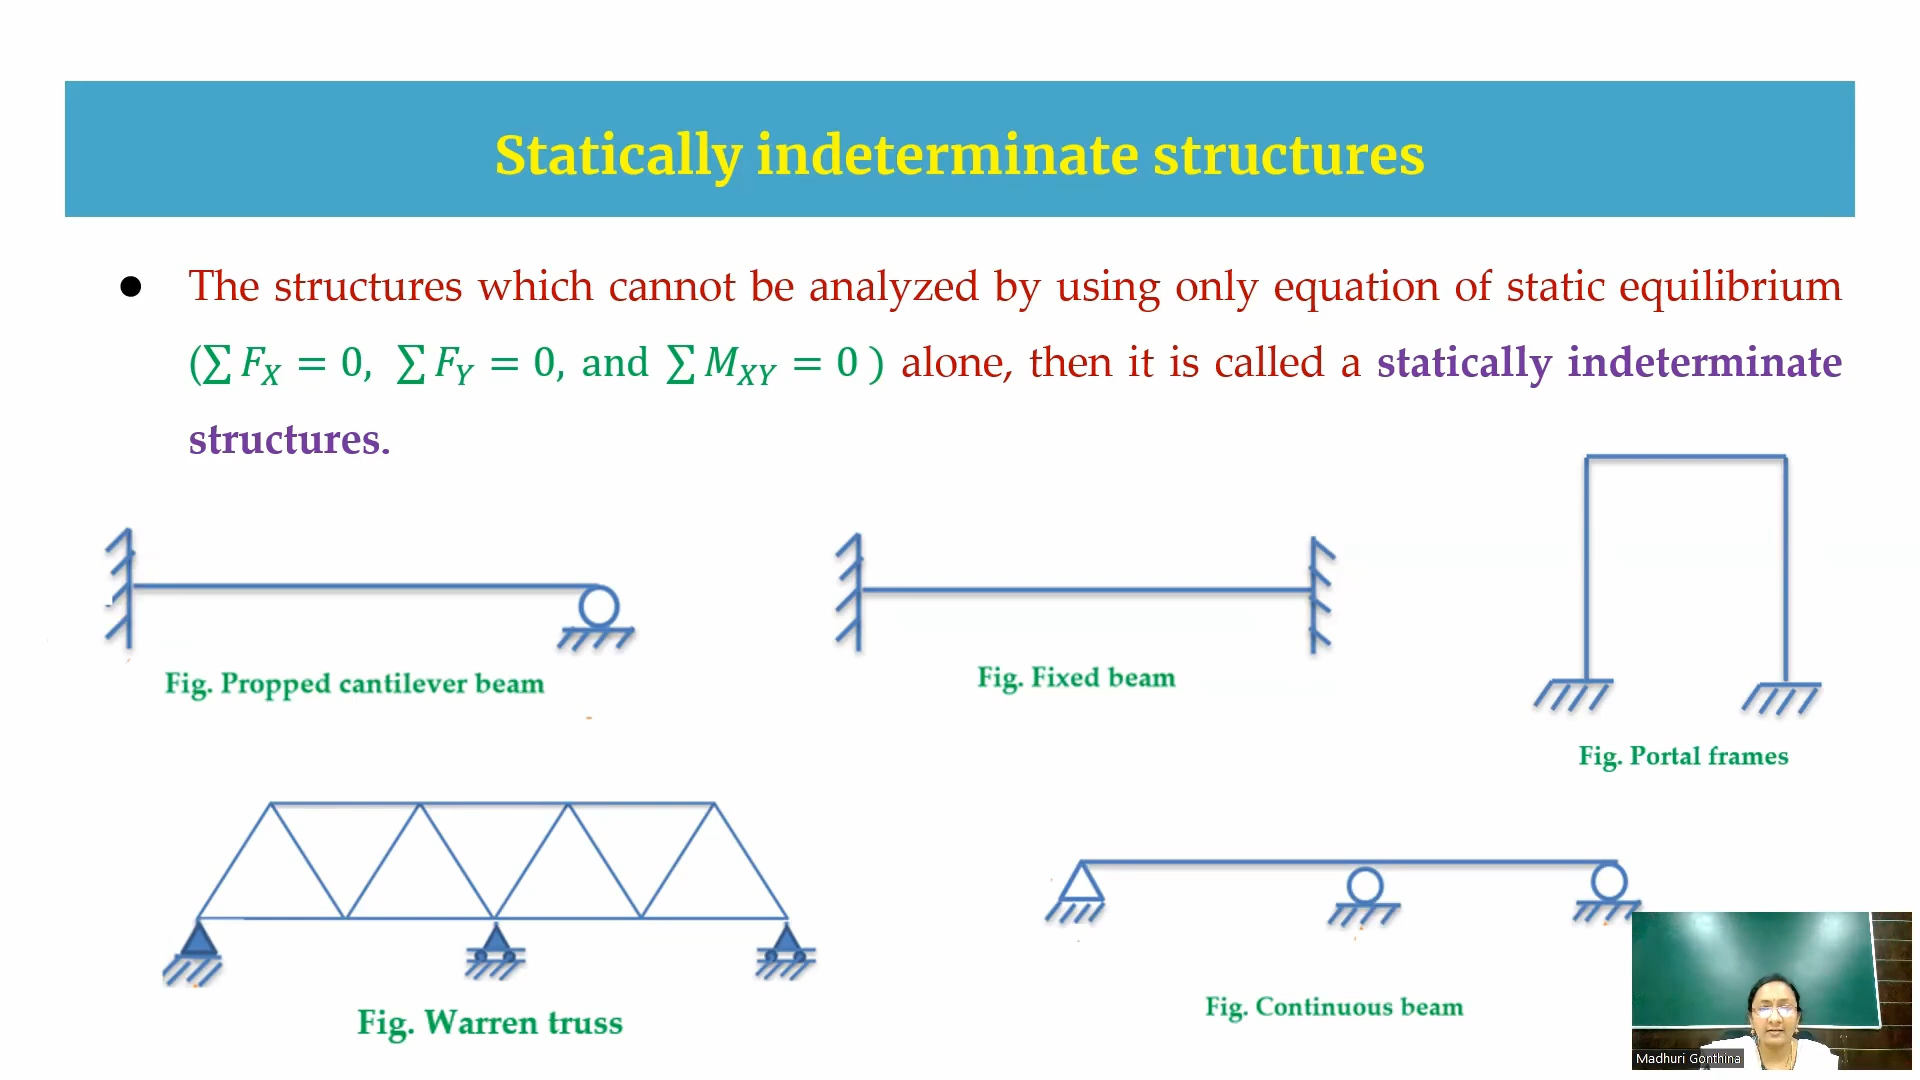 Statically indeterminate structures
● The structures which cannot be analyzed by using only equation of static equilibrium
(∑ F_X = 0, ∑ F_Y = 0, and ∑ M_XY = 0 ) alone, then it is called a statically indeterminate
structures.
Fig. Propped cantilever beam
Fig. Fixed beam
Fig. Portal frames
Fig. Warren truss
Fig. Continuous beam
Madhuri Gonthina